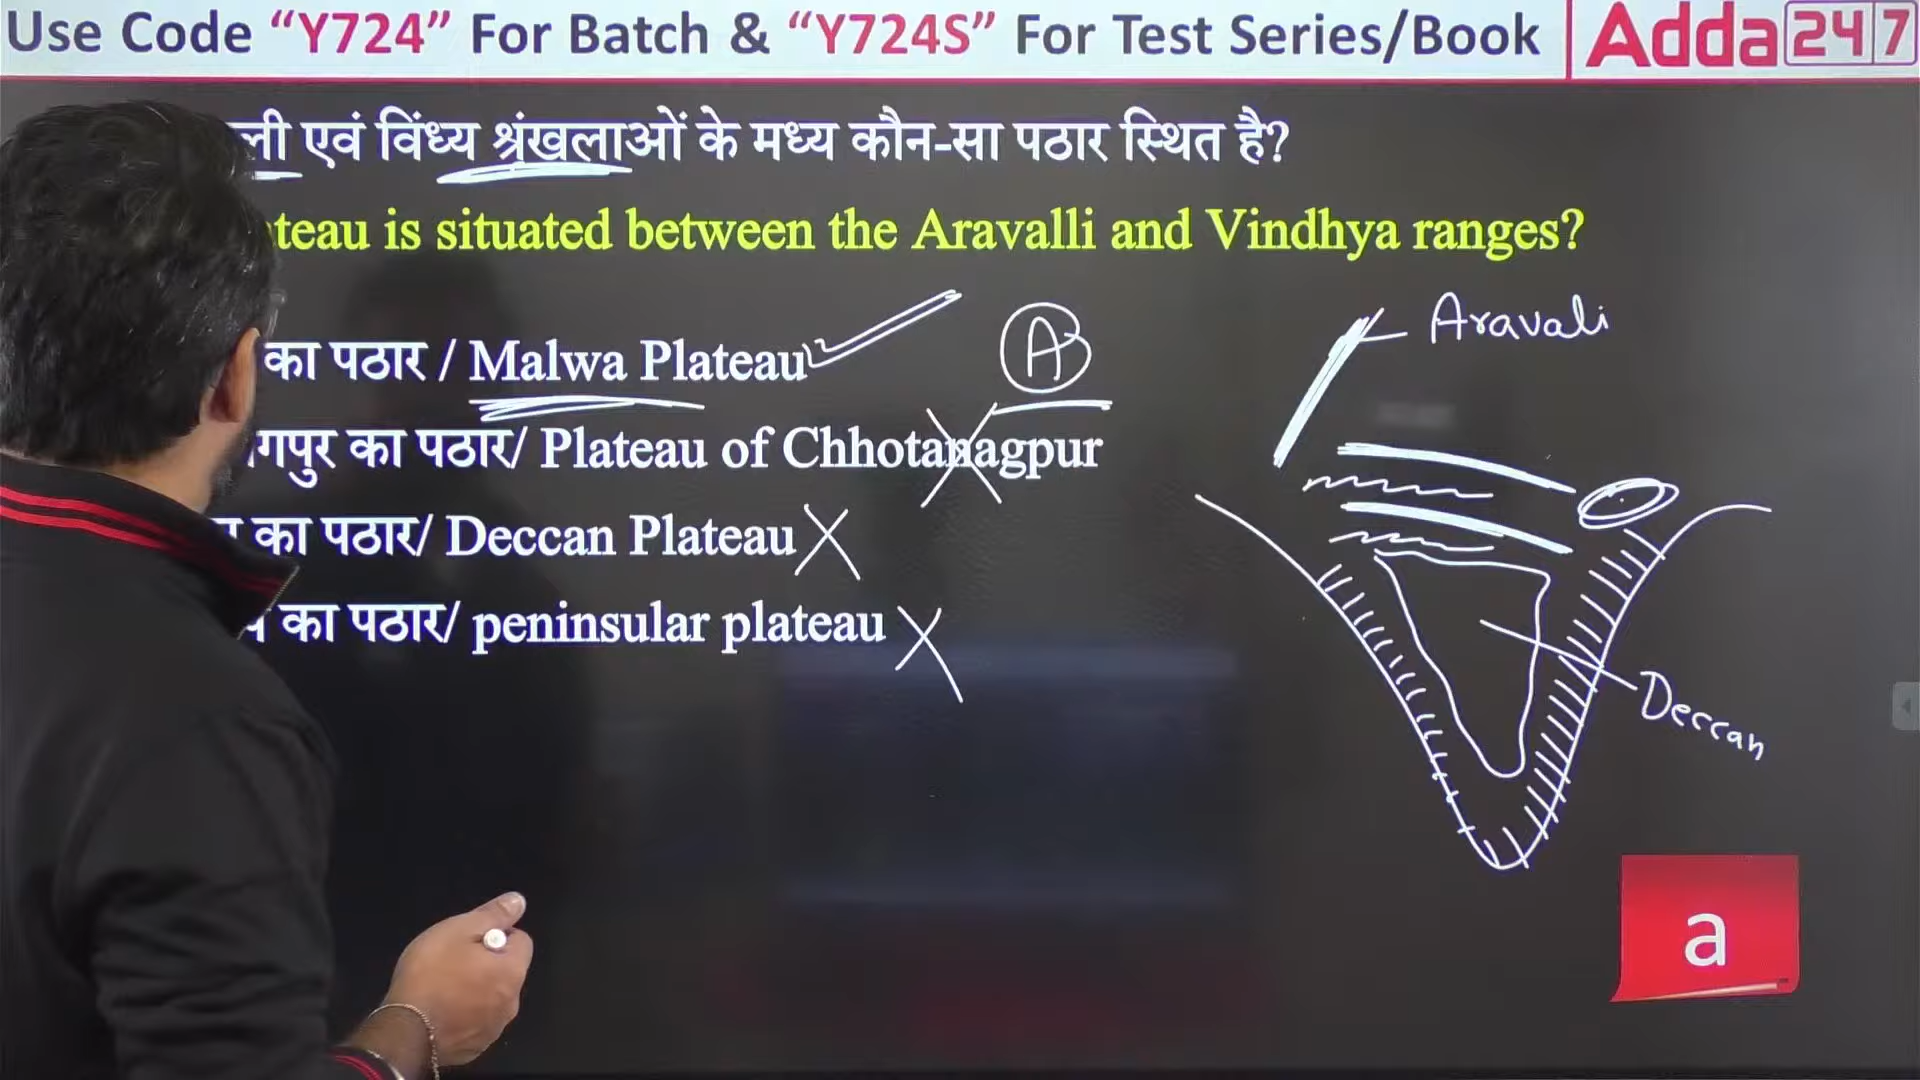 Use Code “Y724” For Batch & “Y724S” For Test Series/Book
Adda247
एवं विंध्य श्रंखलाओं के मध्य कौन-सा पठार स्थित है?
is situated between the Aravalli and Vindhya ranges?
का पठार / Malwa Plateau
A
Aravali
का पठार/ Plateau of Chhotanagpur
का पठार/ Deccan Plateau
का पठार/ peninsular plateau
Deccan
a